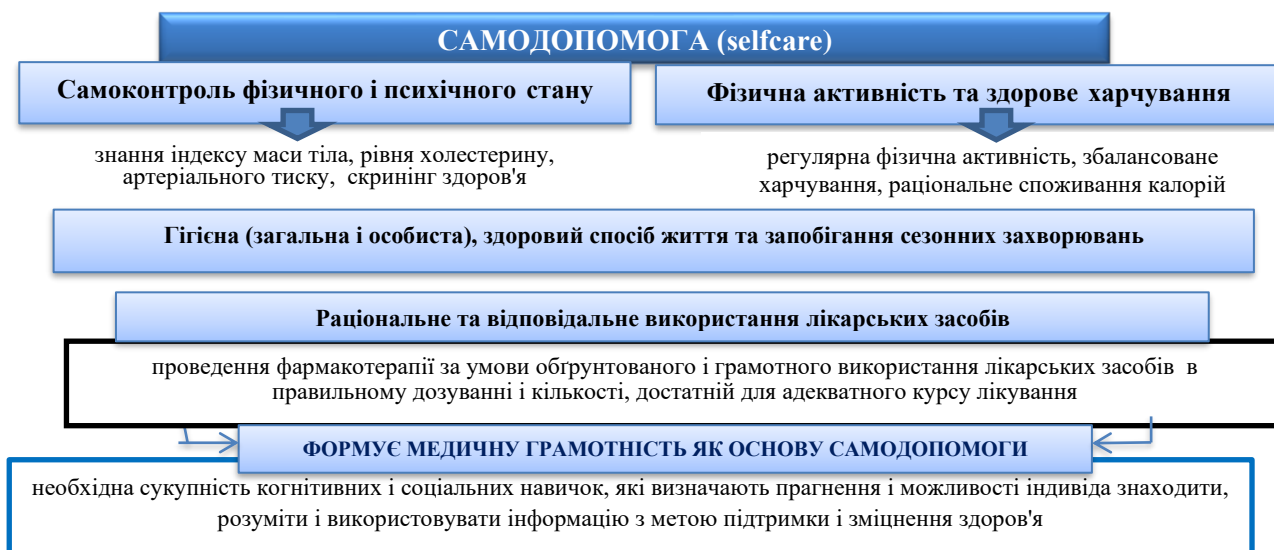 САМОДОПОМОГА (selfcare)
Самоконтроль фізичного і психічного стану
знання індексу маси тіла, рівня холестерину,
артеріального тиску, скринінг здоров'я
Фізична активність та здорове харчування
регулярна фізична активність, збалансоване
харчування, раціональне споживання калорій
Гігієна (загальна і особиста), здоровий спосіб життя та запобігання сезонних захворювань
Раціональне та відповідальне використання лікарських засобів
проведення фармакотерапії за умови обґрунтованого і грамотного використання лікарських засобів в
правильному дозуванні і кількості, достатній для адекватного курсу лікування
ФОРМУЄ МЕДИЧНУ ГРАМОТНІСТЬ ЯК ОСНОВУ САМОДОПОМОГИ
необхідна сукупність когнітивних і соціальних навичок, які визначають прагнення і можливості індивіда знаходити,
розуміти і використовувати інформацію з метою підтримки і зміцнення здоров'я